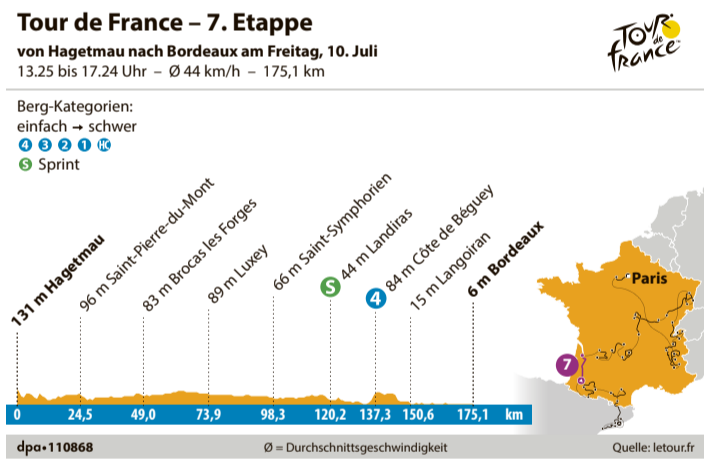 Tour de France – 7. Etappe
von Hagetmau nach Bordeaux am Freitag, 10. Juli
13.25 bis 17.24 Uhr – Ø 44 km/h – 175,1 km
TOUR de france
Berg-Kategorien:
einfach → schwer
4 3 2 1 HC
S Sprint
131 m Hagetmau
96 m Saint-Pierre-du-Mont
83 m Brocas les Forges
89 m Luxey
66 m Saint-Symphorien
S 44 m Landiras
4 84 m Côte de Béguey
15 m Langoiran
6 m Bordeaux
Paris
7
0 24,5 49,0 73,9 98,3 120,2 137,3 150,6 175,1 km
dpa•110868
Ø = Durchschnittsgeschwindigkeit
Quelle: letour.fr